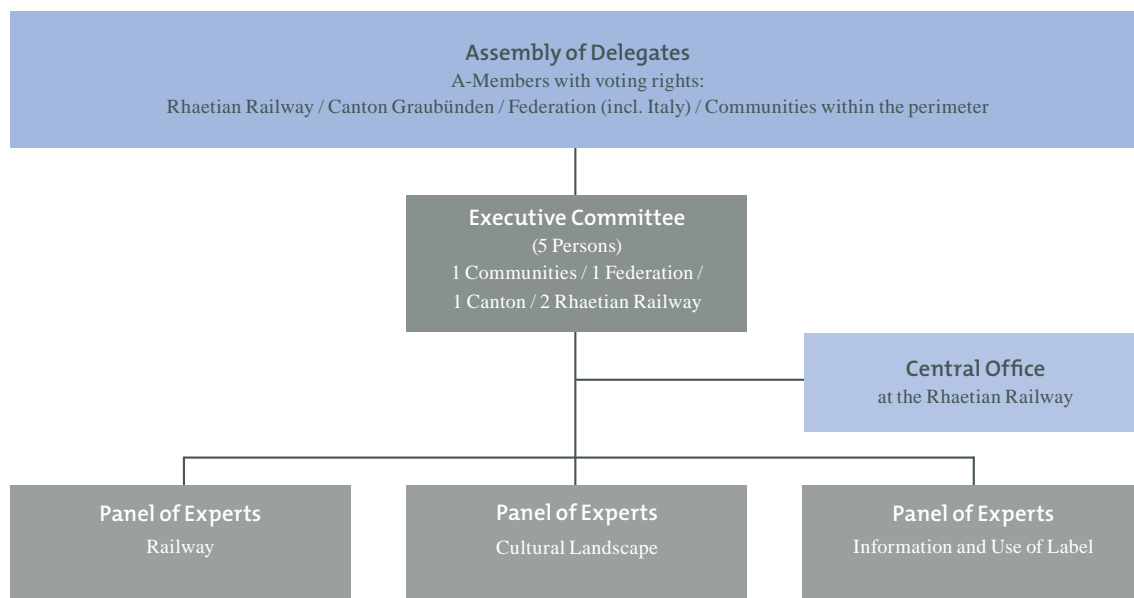 Assembly of Delegates
A-Members with voting rights:
Rhaetian Railway / Canton Graubünden / Federation (incl. Italy) / Communities within the perimeter
Executive Committee
(5 Persons)
1 Communities / 1 Federation /
1 Canton / 2 Rhaetian Railway
Central Office
at the Rhaetian Railway
Panel of Experts
Railway
Panel of Experts
Cultural Landscape
Panel of Experts
Information and Use of Label